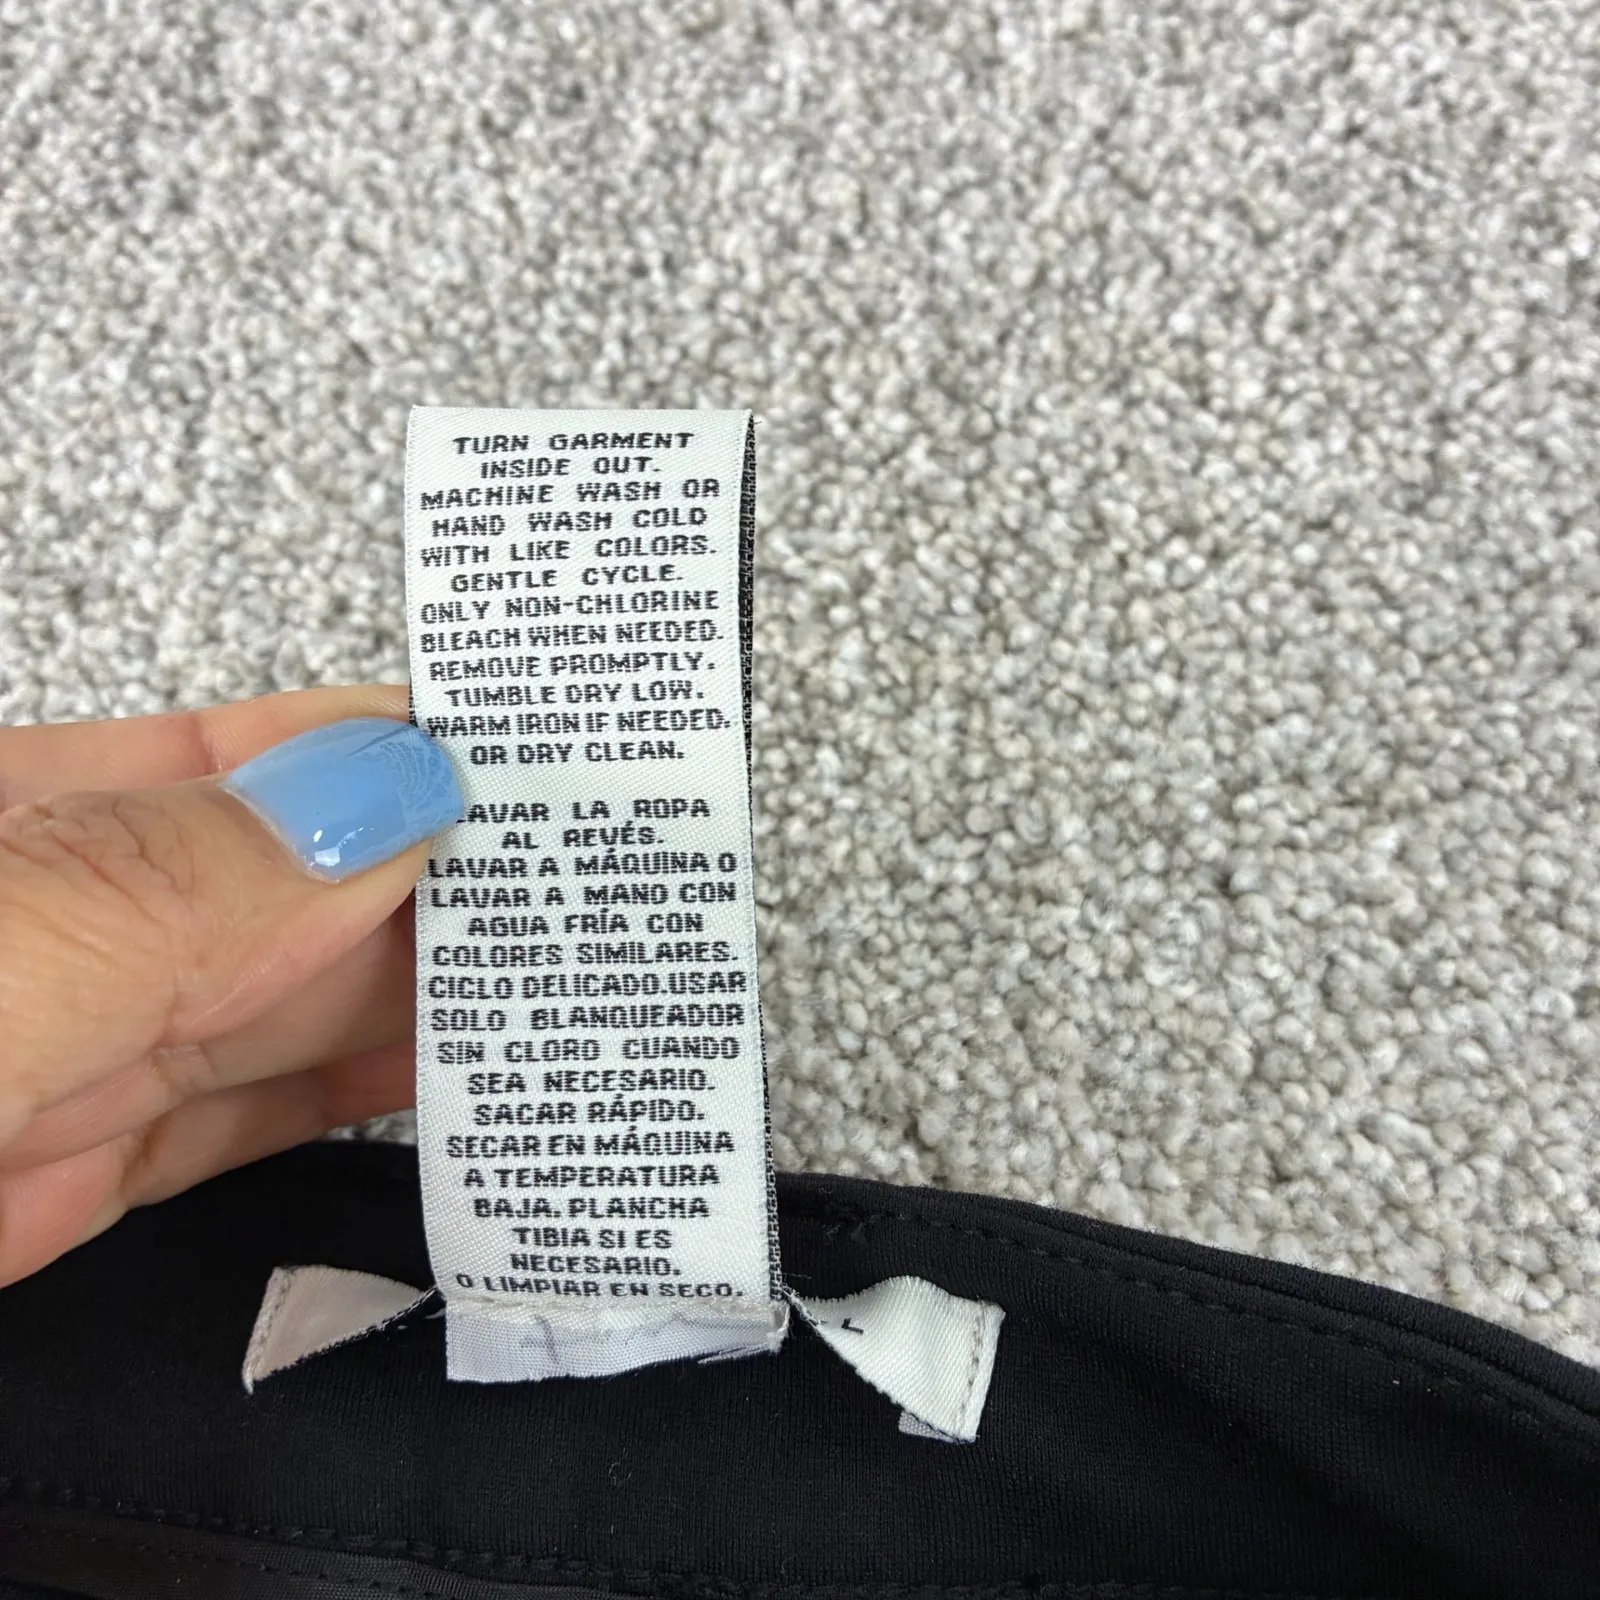 TURN GARMENT
INSIDE OUT.
MACHINE WASH OR
HAND WASH COLD
WITH LIKE COLORS.
GENTLE CYCLE.
ONLY NON-CHLORINE
BLEACH WHEN NEEDED.
REMOVE PROMPTLY.
TUMBLE DRY LOW.
WARM IRON IF NEEDED.
OR DRY CLEAN.
LAVAR LA ROPA
AL REVÉS.
LAVAR A MÁQUINA O
LAVAR A MANO CON
AGUA FRÍA CON
COLORES SIMILARES.
CICLO DELICADO.USAR
SOLO BLANQUEADOR
SIN CLORO CUANDO
SEA NECESARIO.
SACAR RÁPIDO.
SECAR EN MÁQUINA
A TEMPERATURA
BAJA. PLANCHA
TIBIA SI ES
NECESARIO.
O LIMPIAR EN SECO.